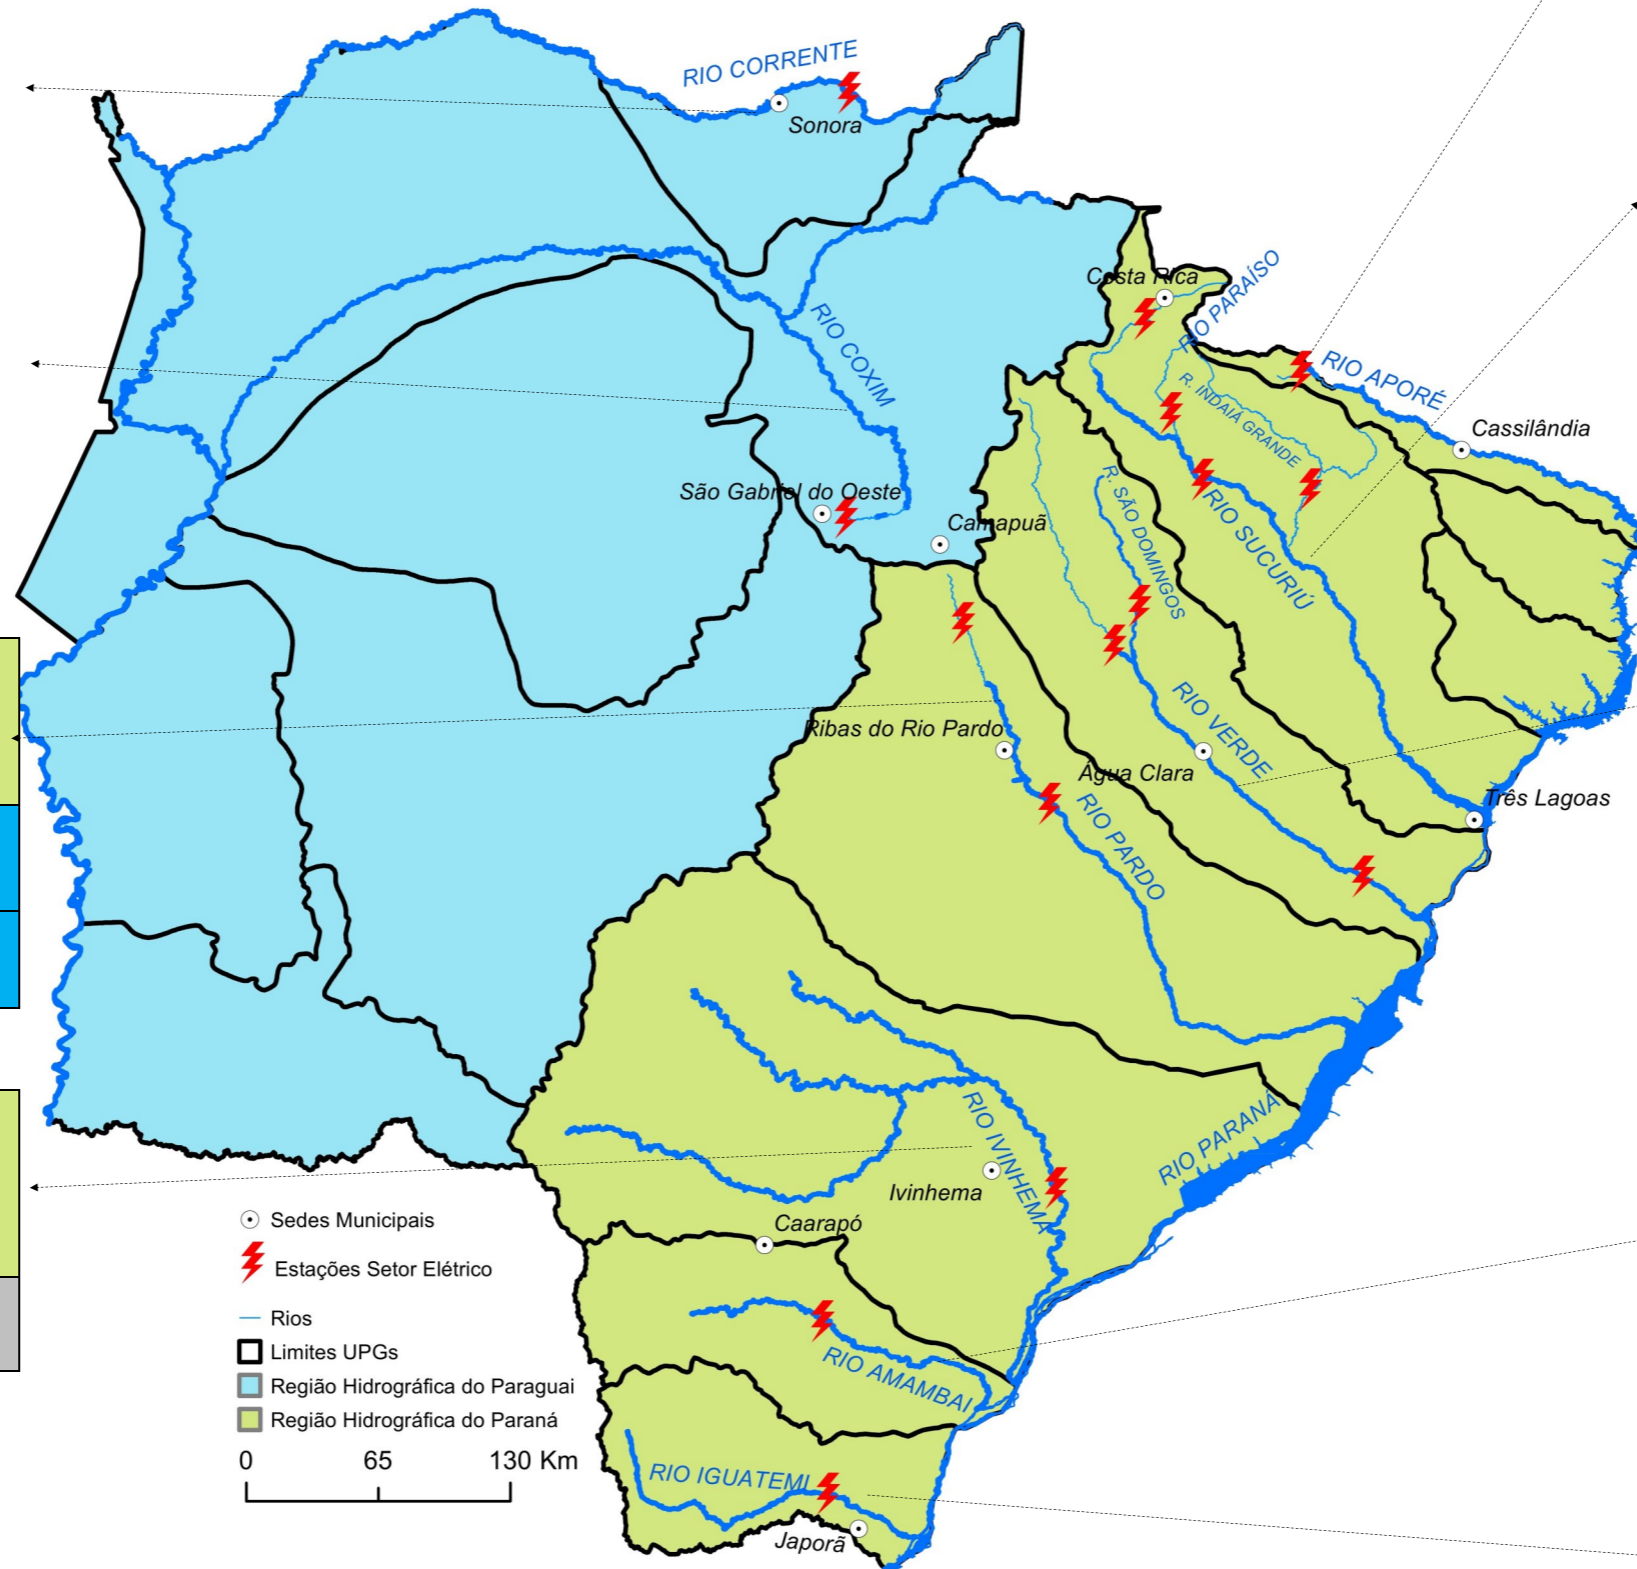 RIO CORRENTE
Sonora
Costa Rica
RIO PARAÍSO
RIO APORÉ
R. INDAIÁ GRANDE
Cassilândia
RIO COXIM
São Gabriel do Oeste
Camapuã
R. SÃO DOMINGOS
RIO SUCURIÚ
Ribas do Rio Pardo
Água Clara
RIO VERDE
Três Lagoas
RIO PARDO
RIO PARANÁ
RIO IVINHEMA
Ivinhema
Caarapó
Sedes Municipais
Estações Setor Elétrico
Rios
Limites UPGs
Região Hidrográfica do Paraguai
Região Hidrográfica do Paraná
0 65 130 Km
RIO AMAMBAI
RIO IGUATEMI
Japorã